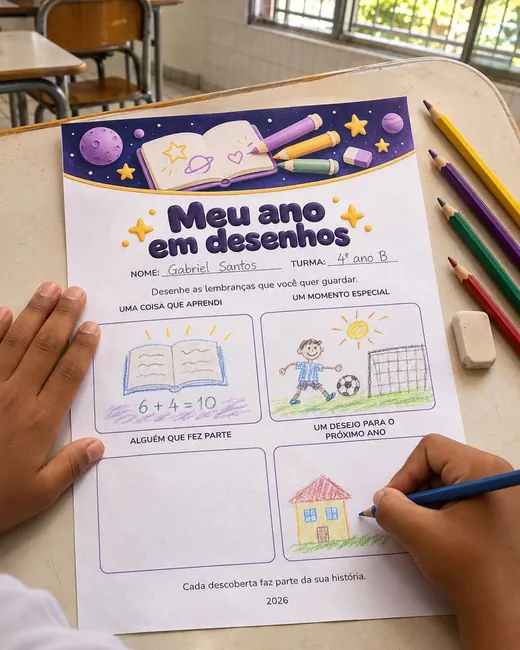 Meu ano
em desenhos
NOME: Gabriel Santos TURMA: 4º ano B
Desenhe as lembranças que você quer guardar.
UMA COISA QUE APRENDI
UM MOMENTO ESPECIAL
6 + 4 = 10
ALGUÉM QUE FEZ PARTE
UM DESEJO PARA O
PRÓXIMO ANO
Cada descoberta faz parte da sua história.
2026